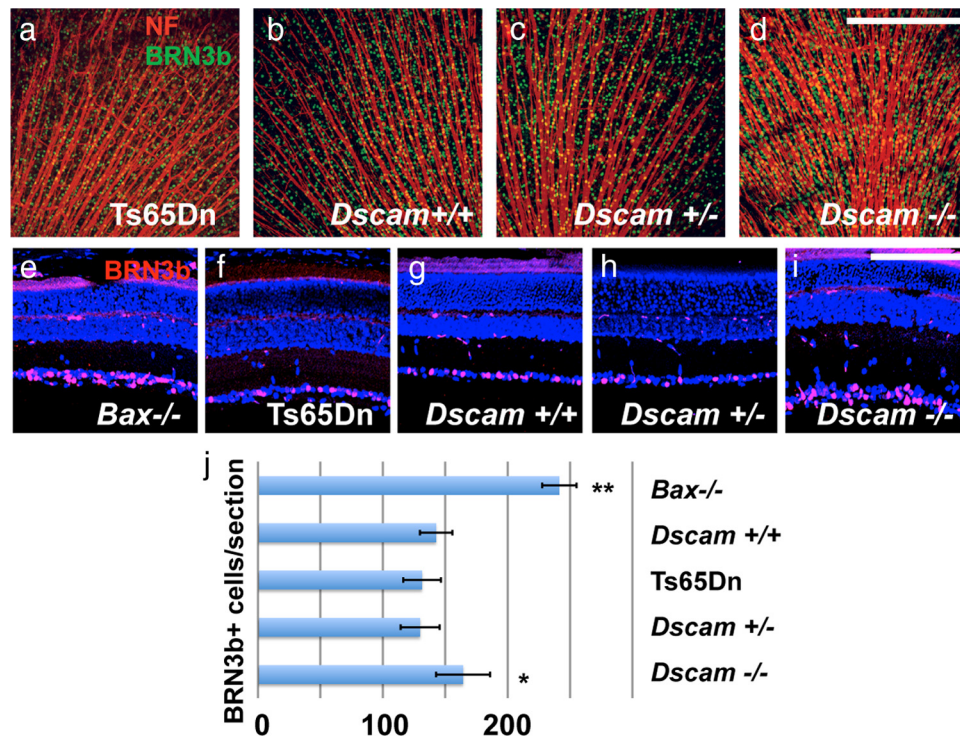 a NF BRN3b Ts65Dn
b Dscam+/+
c Dscam +/-
d Dscam -/-
e BRN3b Bax-/-
f Ts65Dn
g Dscam +/+
h Dscam +/-
i Dscam -/-
j
BRN3b+ cells/section
** Bax-/-
Dscam +/+
Ts65Dn
Dscam +/-
* Dscam -/-
0 100 200